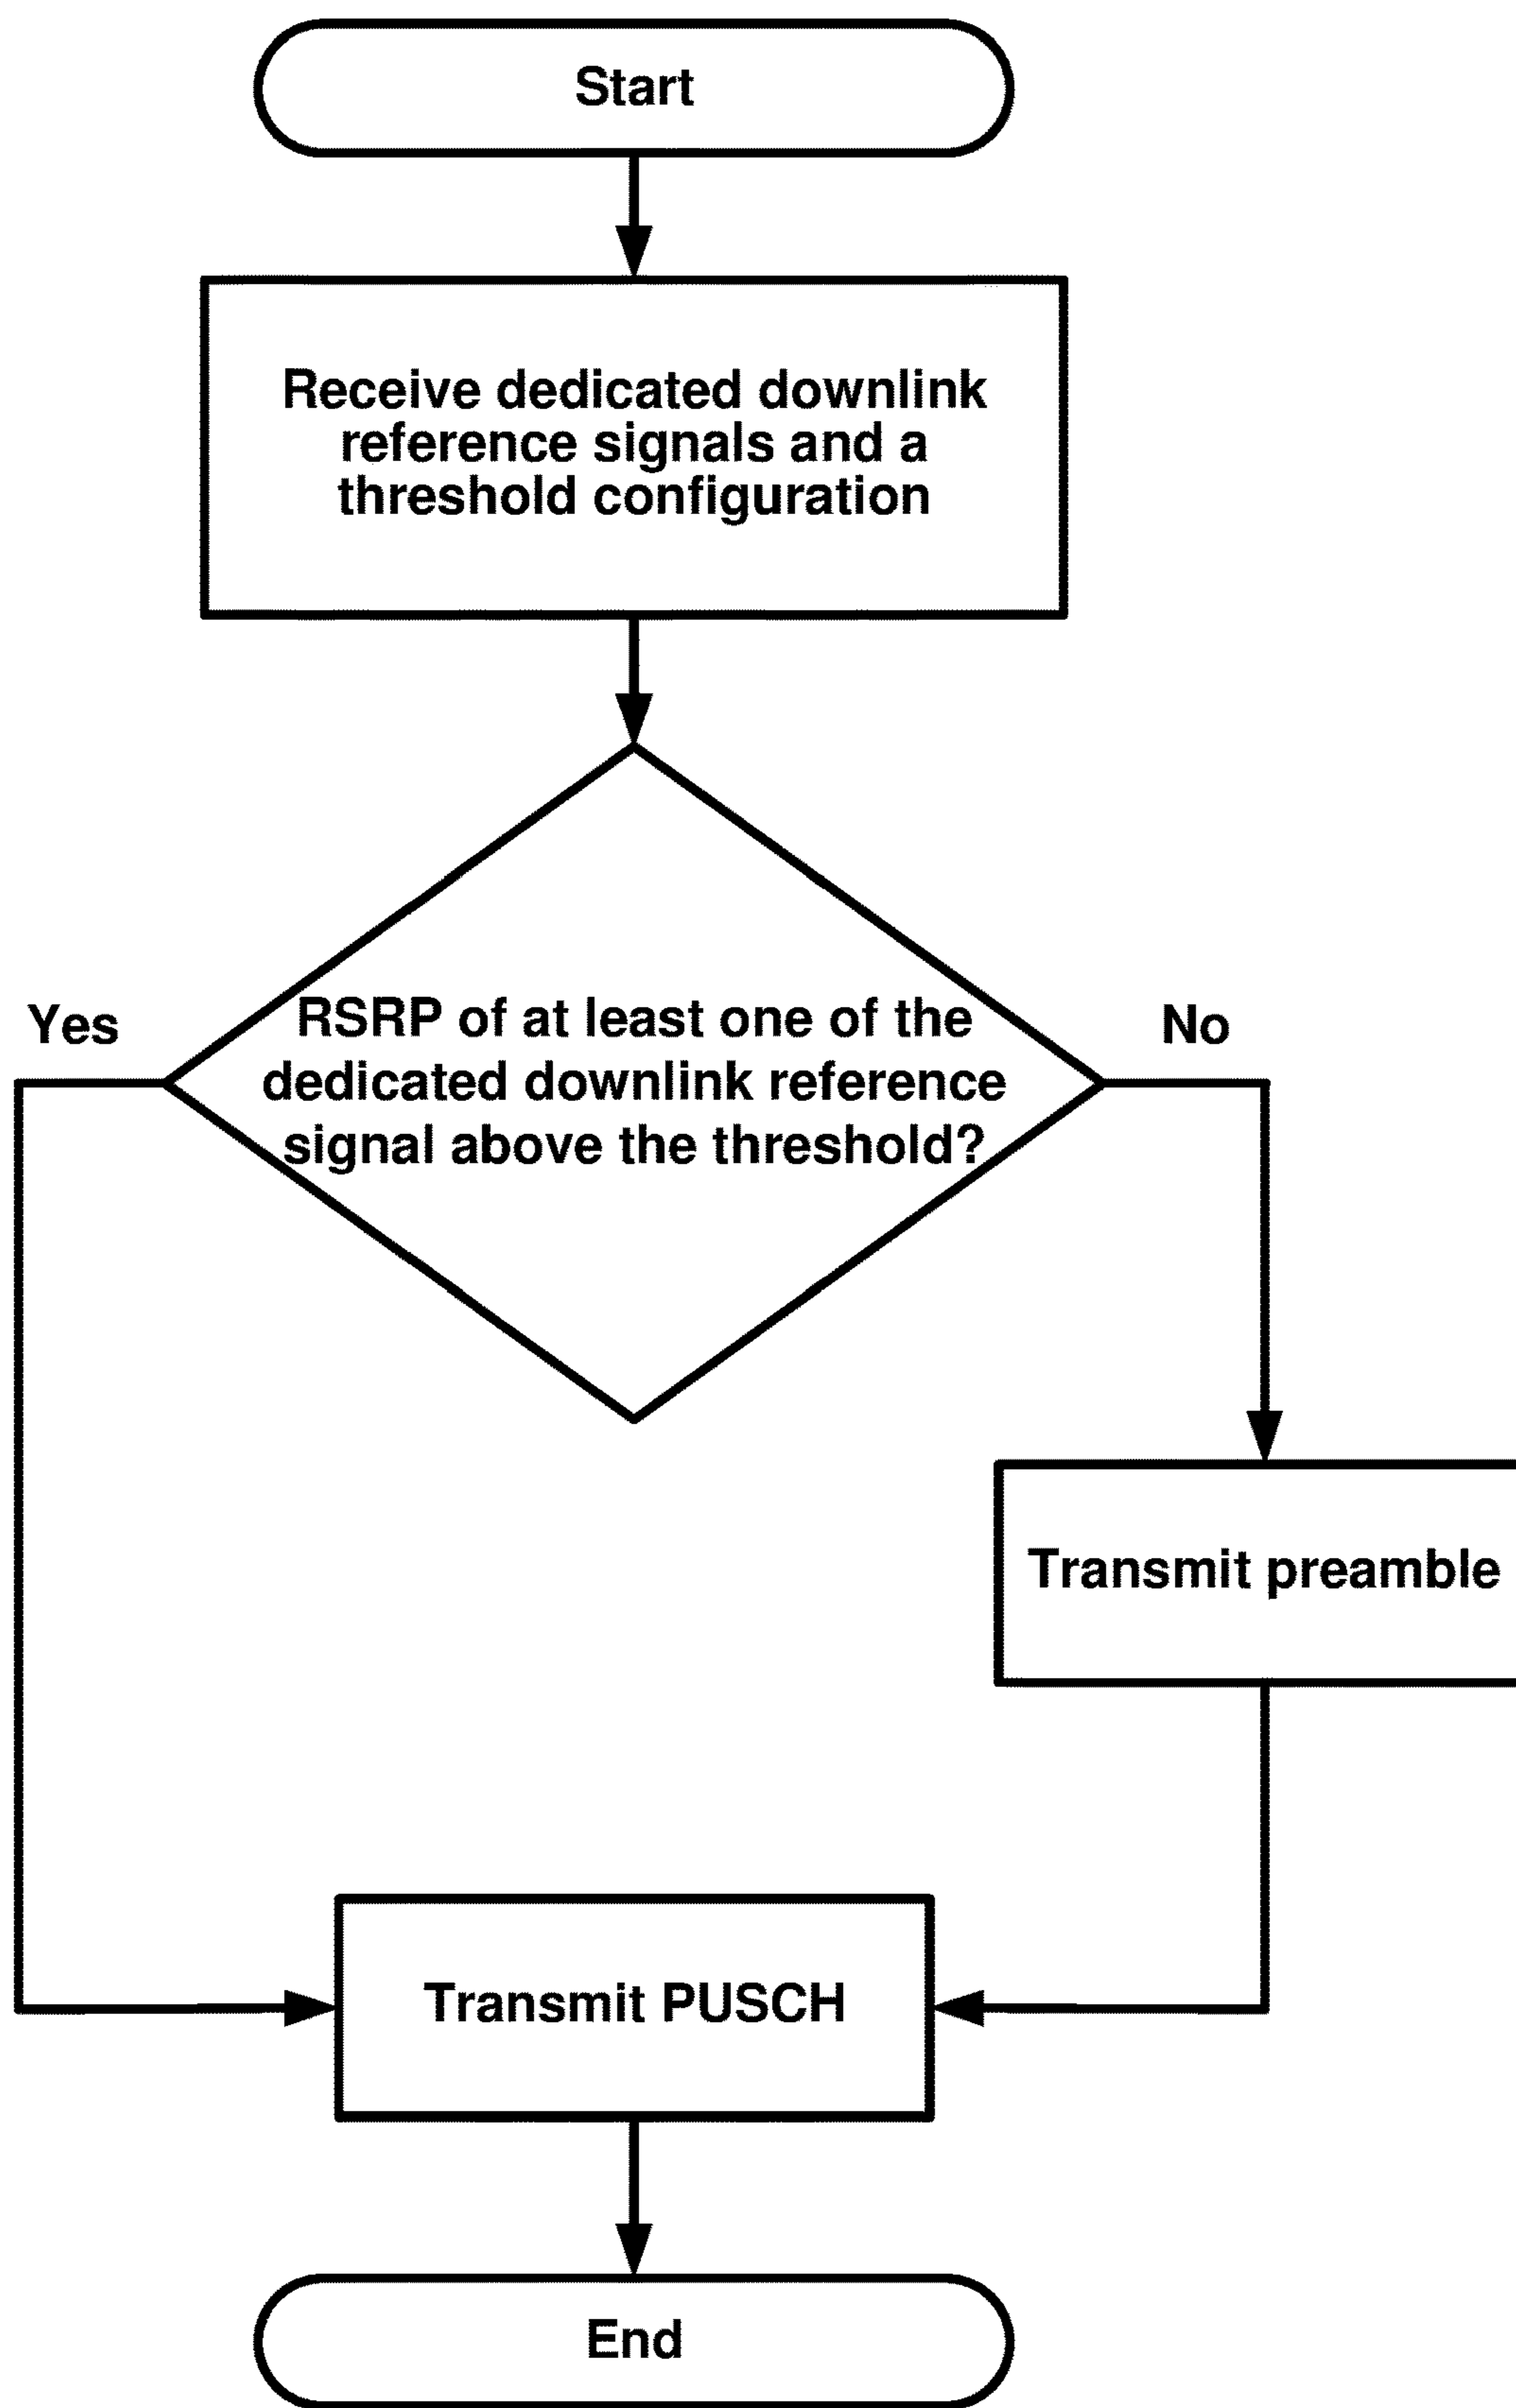 Start
Receive dedicated downlink
reference signals and a
threshold configuration
RSRP of at least one of the
dedicated downlink reference
signal above the threshold?
Yes
No
Transmit preamble
Transmit PUSCH
End